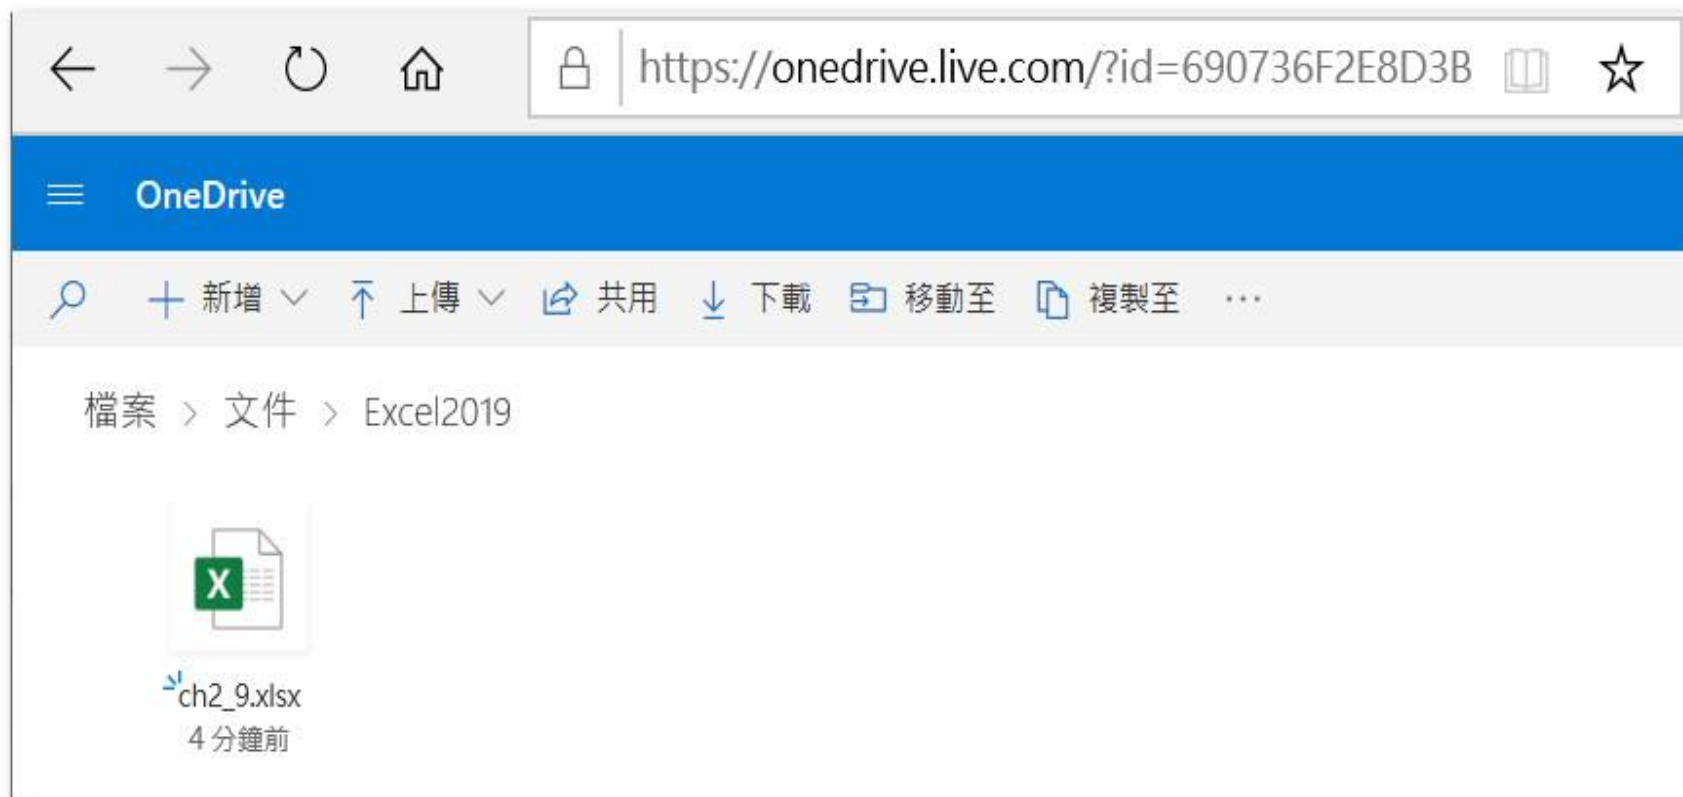 https://onedrive.live.com/?id=690736F2E8D3B
OneDrive
新增 上傳 共用 下載 移動至 複製至 ···
檔案 > 文件 > Excel2019
X
ch2_9.xlsx
4 分鐘前